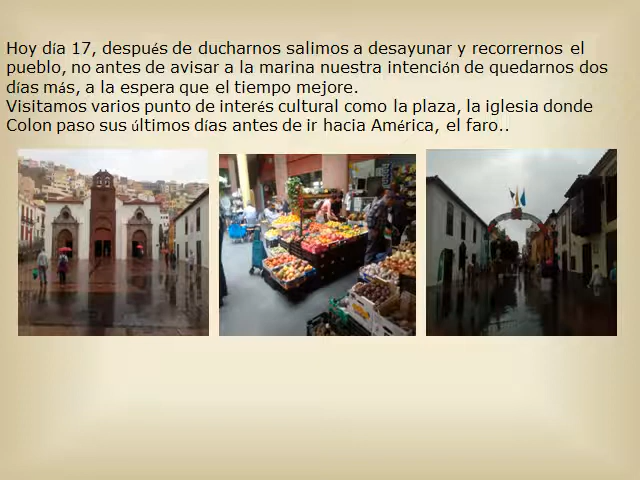 Hoy día 17, después de ducharnos salimos a desayunar y recorrernos el
pueblo, no antes de avisar a la marina nuestra intención de quedarnos dos
días más, a la espera que el tiempo mejore.
Visitamos varios punto de interés cultural como la plaza, la iglesia donde
Colon paso sus últimos días antes de ir hacia América, el faro..